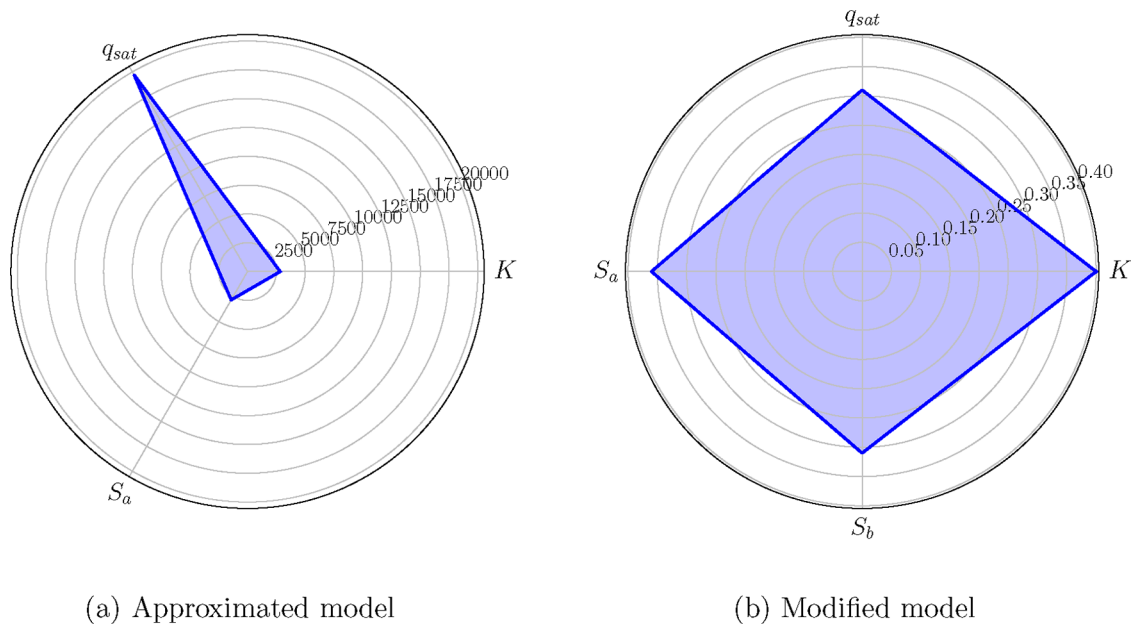 q_sat
20000
17500
15000
12500
10000
7500
5000
2500
K
S_a
(a) Approximated model
q_sat
0.40
0.35
0.30
0.25
0.20
0.15
0.10
0.05
S_a
K
S_b
(b) Modified model